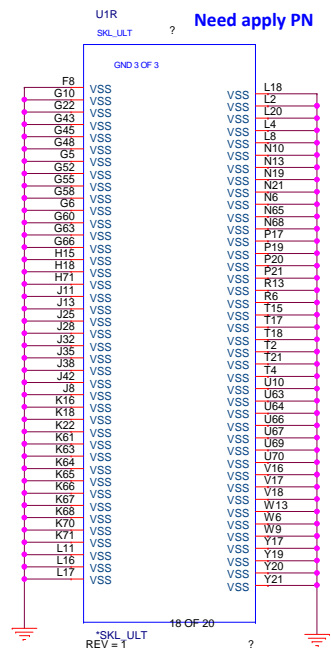 U1R
Need apply PN
SKL_ULT
?
GND 3 OF 3
F8 VSS
G10 VSS
G22 VSS
G43 VSS
G45 VSS
G48 VSS
G5 VSS
G52 VSS
G55 VSS
G58 VSS
G6 VSS
G60 VSS
G63 VSS
G66 VSS
H15 VSS
H18 VSS
H71 VSS
J11 VSS
J13 VSS
J25 VSS
J28 VSS
J32 VSS
J35 VSS
J38 VSS
J42 VSS
J8 VSS
K16 VSS
K18 VSS
K22 VSS
K61 VSS
K63 VSS
K64 VSS
K65 VSS
K66 VSS
K67 VSS
K68 VSS
K70 VSS
K71 VSS
L11 VSS
L16 VSS
L17 VSS
VSS L18
VSS L2
VSS L20
VSS L4
VSS L8
VSS N10
VSS N13
VSS N19
VSS N21
VSS N6
VSS N65
VSS N68
VSS P17
VSS P19
VSS P20
VSS P21
VSS R13
VSS R6
VSS T15
VSS T17
VSS T18
VSS T2
VSS T21
VSS T4
VSS U10
VSS U63
VSS U64
VSS U66
VSS U67
VSS U69
VSS U70
VSS V16
VSS V17
VSS V18
VSS W13
VSS W6
VSS W9
VSS Y17
VSS Y19
VSS Y20
VSS Y21
18 OF 20
*SKL_ULT
REV = 1
?